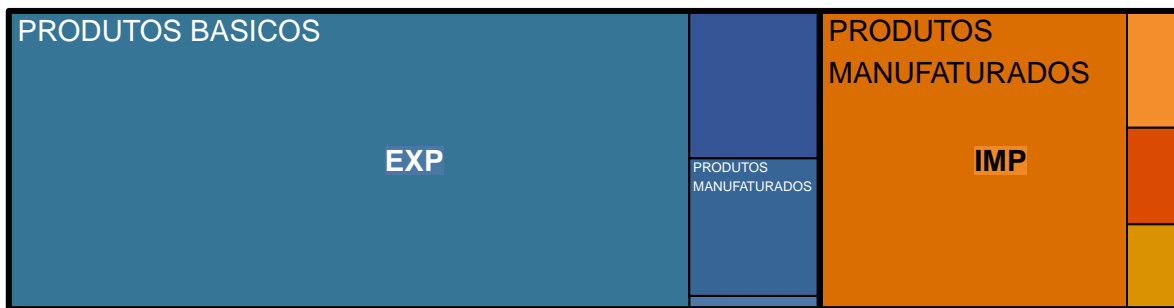 PRODUTOS BASICOS
EXP
PRODUTOS
MANUFATURADOS
PRODUTOS
MANUFATURADOS
IMP